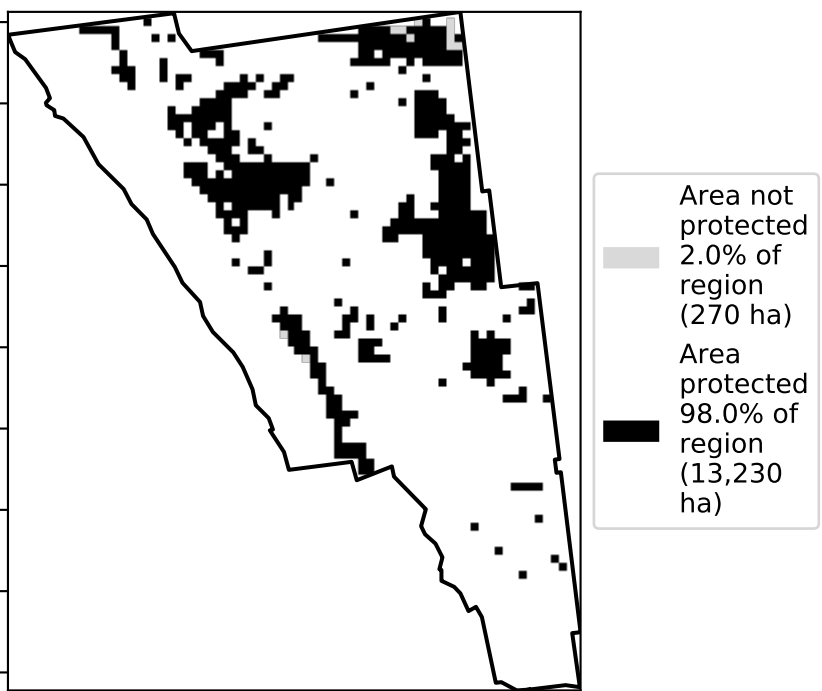 Area not
protected
2.0% of
region
(270 ha)
Area
protected
98.0% of
region
(13,230
ha)